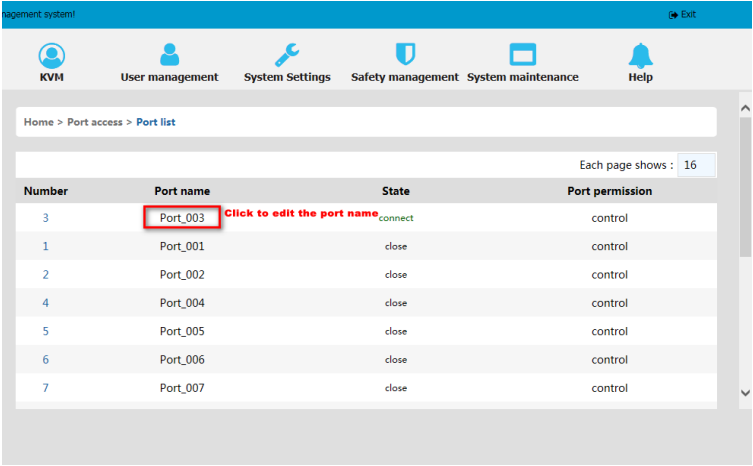 nagement system!
Exit
KVM
User management
System Settings
Safety management
System maintenance
Help
Home > Port access > Port list
Each page shows : 16
Number Port name State Port permission
3 Port_003 Click to edit the port name connect control
1 Port_001 close control
2 Port_002 close control
4 Port_004 close control
5 Port_005 close control
6 Port_006 close control
7 Port_007 close control